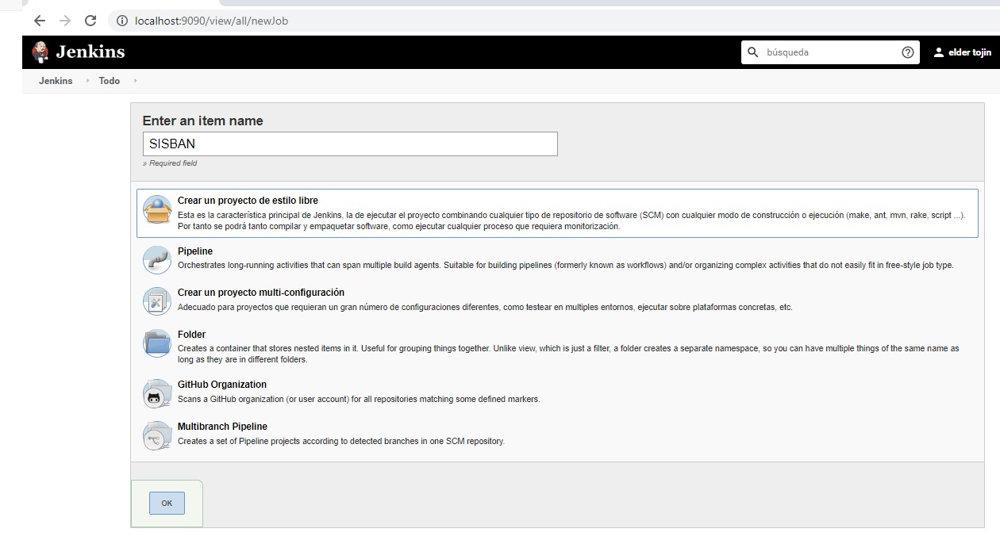 localhost:9090/view/all/newJob
Jenkins
búsqueda
elder tojin
Jenkins
Todo
Enter an item name
SISBAN
» Required field
Crear un proyecto de estilo libre
Esta es la característica principal de Jenkins, la de ejecutar el proyecto combinando cualquier tipo de repositorio de software (SCM) con cualquier modo de construcción o ejecución (make, ant, mvn, rake, script ...).
Por tanto se podrá tanto compilar y empaquetar software, como ejecutar cualquier proceso que requiera monitorización.
Pipeline
Orchestrates long-running activities that can span multiple build agents. Suitable for building pipelines (formerly known as workflows) and/or organizing complex activities that do not easily fit in free-style job type.
Crear un proyecto multi-configuración
Adecuado para proyectos que requieran un gran número de configuraciones diferentes, como testear en multiples entornos, ejecutar sobre plataformas concretas, etc.
Folder
Creates a container that stores nested items in it. Useful for grouping things together. Unlike view, which is just a filter, a folder creates a separate namespace, so you can have multiple things of the same name as
long as they are in different folders.
GitHub Organization
Scans a GitHub organization (or user account) for all repositories matching some defined markers.
Multibranch Pipeline
Creates a set of Pipeline projects according to detected branches in one SCM repository.
OK